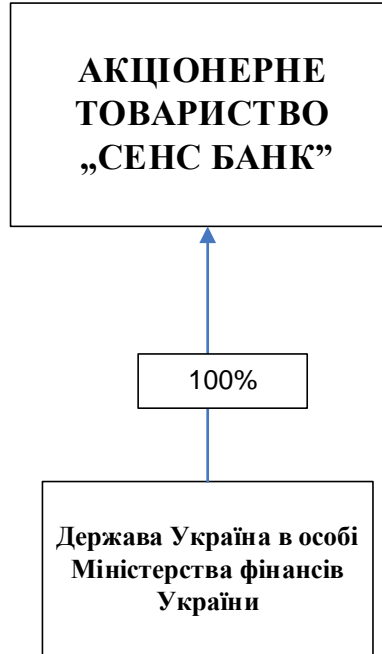 АКЦІОНЕРНЕ
ТОВАРИСТВО
„СЕНС БАНК”
100%
Держава Україна в особі
Міністерства фінансів
України